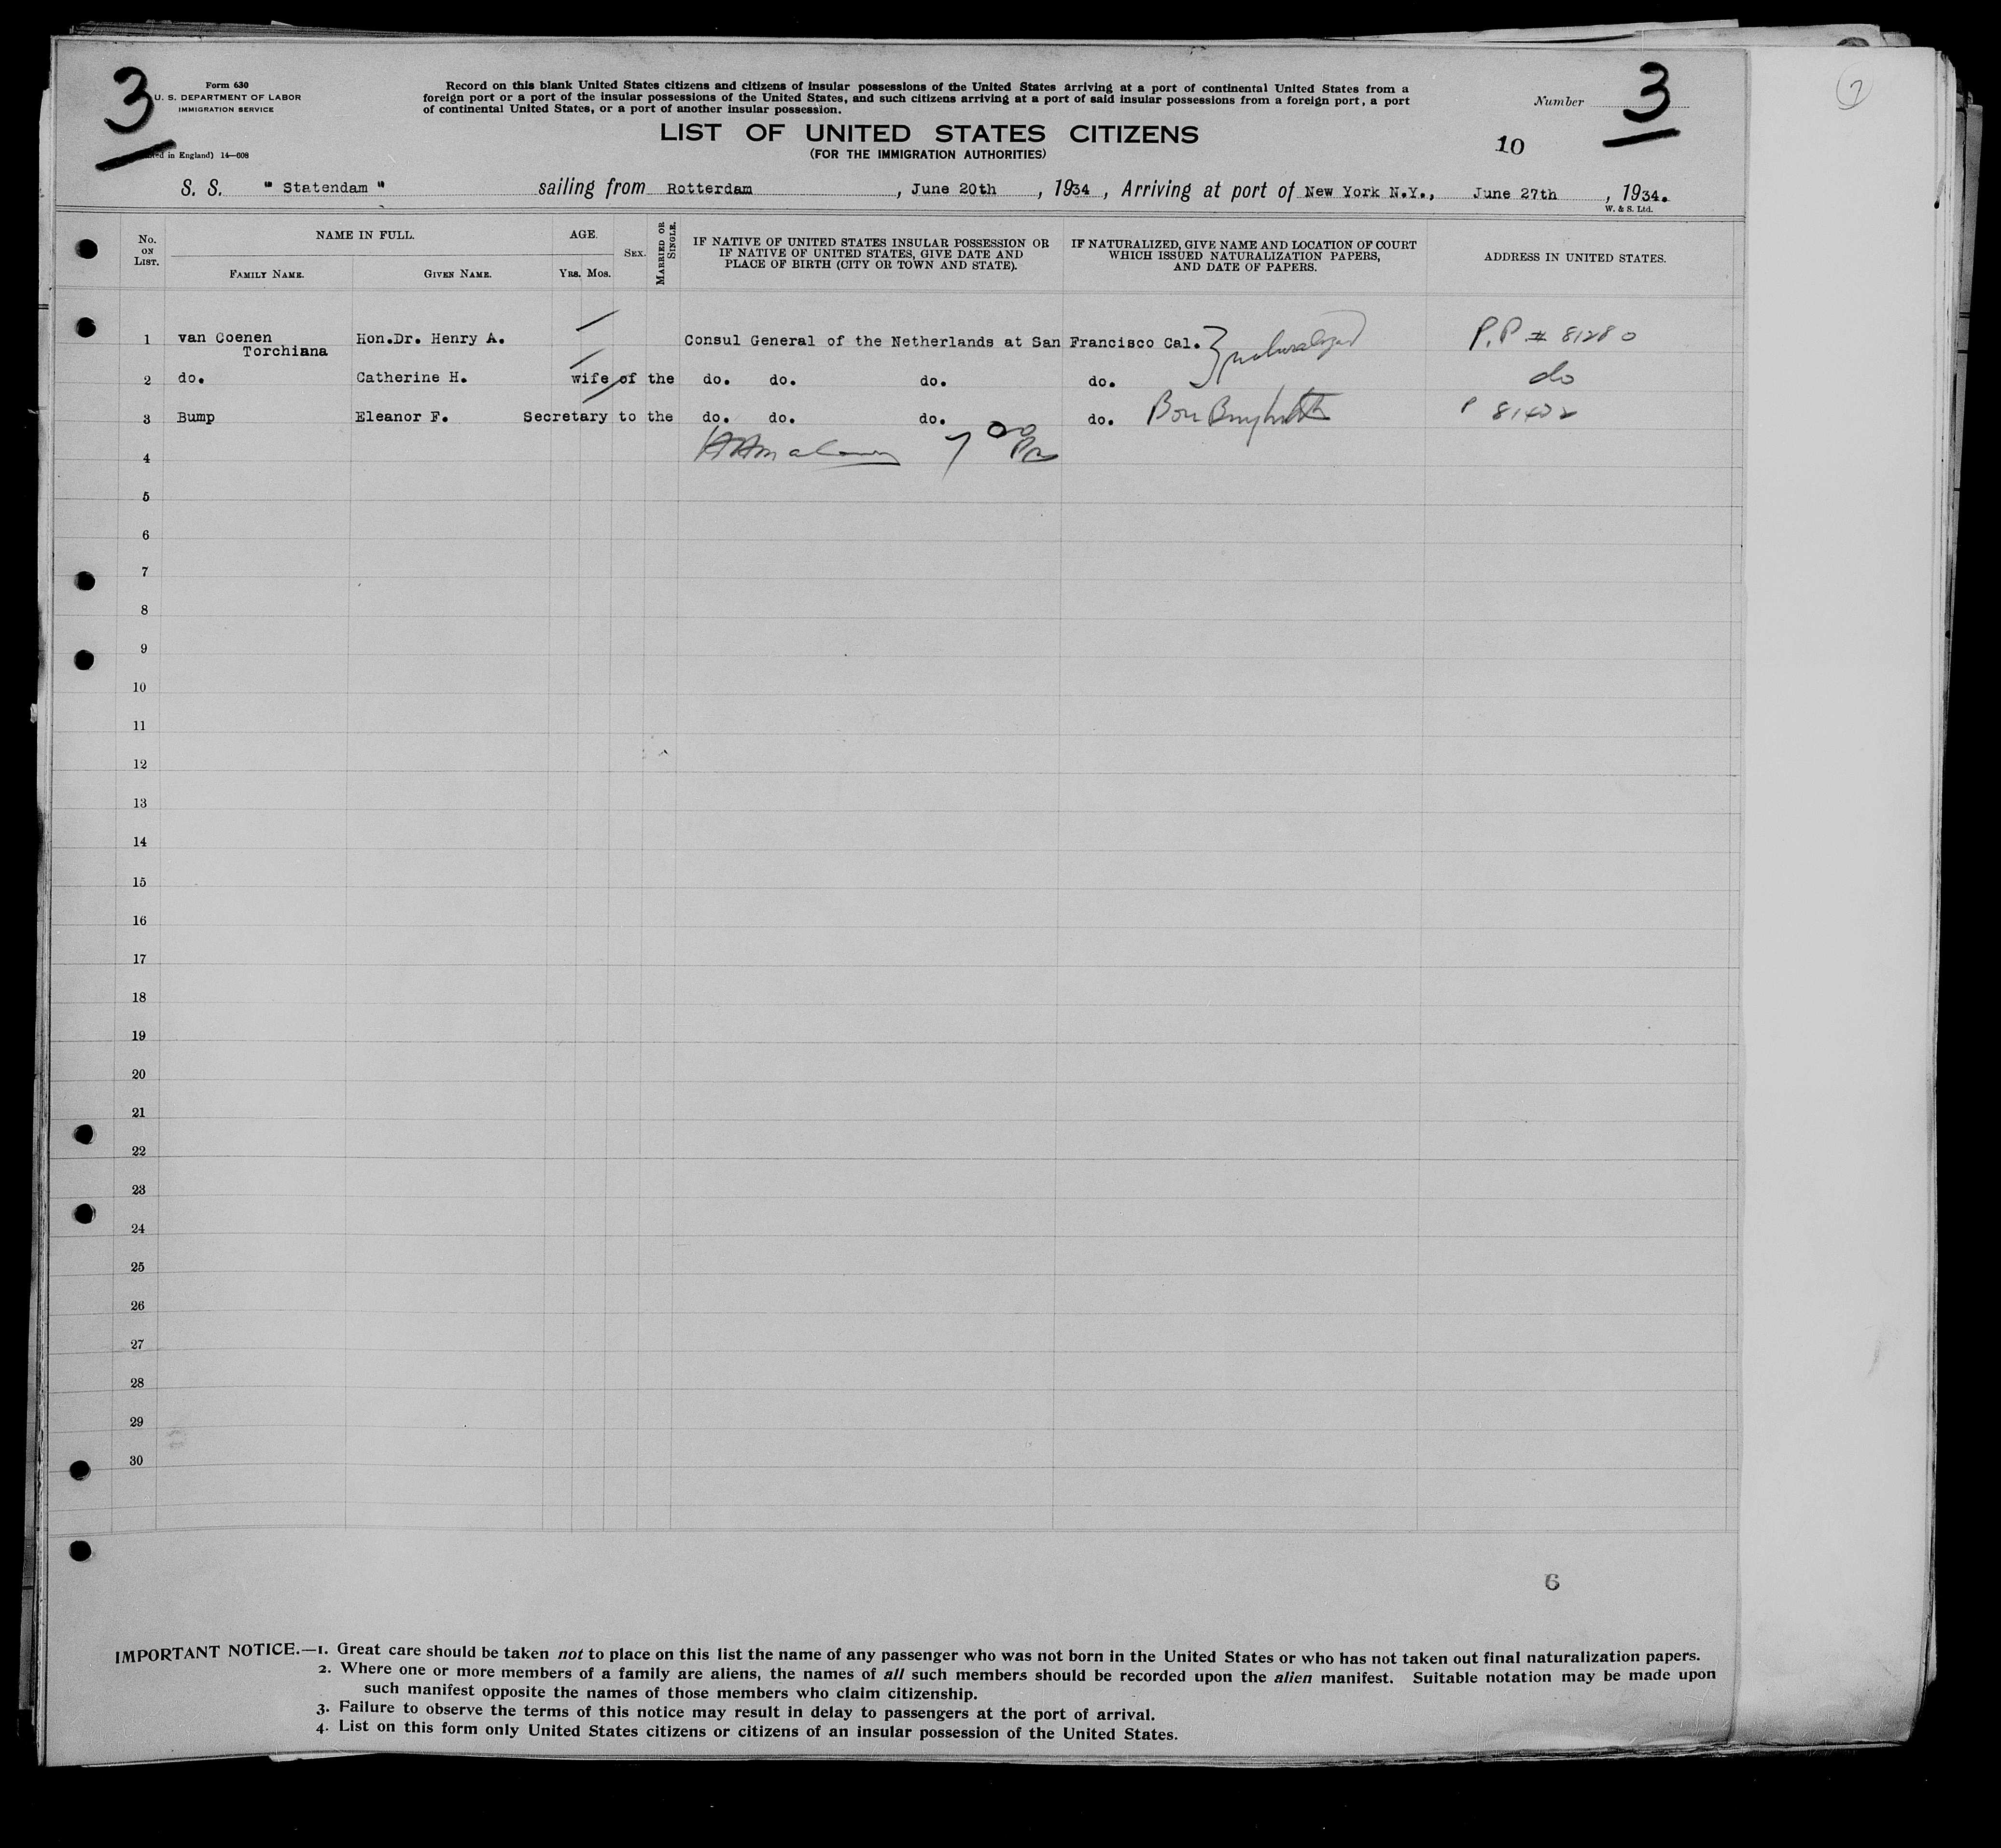 3
Form 630
U. S. DEPARTMENT OF LABOR
IMMIGRATION SERVICE
in England) 14—608
Record on this blank United States citizens and citizens of insular possessions of the United States arriving at a port of continental United States from a
foreign port or a port of the insular possessions of the United States, and such citizens arriving at a port of said insular possessions from a foreign port, a port
of continental United States, or a port of another insular possession.
LIST OF UNITED STATES CITIZENS
(FOR THE IMMIGRATION AUTHORITIES)
Number 3
10
7
S. S. " Statendam " sailing from Rotterdam, June 20th, 1934, Arriving at port of New York N.Y., June 27th, 1934.
W. & S. Ltd.
No. ON LIST.
NAME IN FULL.
FAMILY NAME. GIVEN NAME.
AGE.
YRS. MOS.
SEX.
MARRIED OR SINGLE.
IF NATIVE OF UNITED STATES INSULAR POSSESSION OR
IF NATIVE OF UNITED STATES, GIVE DATE AND
PLACE OF BIRTH (CITY OR TOWN AND STATE).
IF NATURALIZED, GIVE NAME AND LOCATION OF COURT
WHICH ISSUED NATURALIZATION PAPERS,
AND DATE OF PAPERS.
ADDRESS IN UNITED STATES.
1 van Coenen Torchiana Hon.Dr. Henry A. Consul General of the Netherlands at San Francisco Cal. } naturalized P.P # 81280
2 do. Catherine H. wife of the do. do. do. do. do
3 Bump Eleanor F. Secretary to the do. do. do. do. P
4 7 00 Pm
5
6
7
8
9
10
11
12
13
14
15
16
17
18
19
20
21
22
23
24
25
26
27
28
29
30
6
IMPORTANT NOTICE.—1. Great care should be taken not to place on this list the name of any passenger who was not born in the United States or who has not taken out final naturalization papers.
2. Where one or more members of a family are aliens, the names of all such members should be recorded upon the alien manifest. Suitable notation may be made upon
such manifest opposite the names of those members who claim citizenship.
3. Failure to observe the terms of this notice may result in delay to passengers at the port of arrival.
4. List on this form only United States citizens or citizens of an insular possession of the United States.